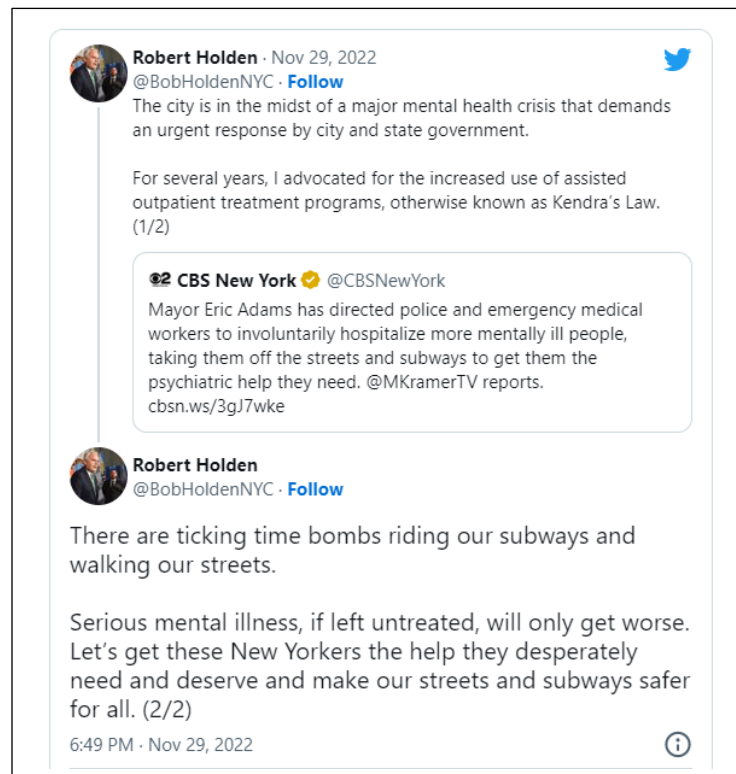 Robert Holden · Nov 29, 2022
@BobHoldenNYC · Follow
The city is in the midst of a major mental health crisis that demands
an urgent response by city and state government.
For several years, I advocated for the increased use of assisted
outpatient treatment programs, otherwise known as Kendra's Law.
(1/2)
CBS New York @CBSNewYork
Mayor Eric Adams has directed police and emergency medical
workers to involuntarily hospitalize more mentally ill people,
taking them off the streets and subways to get them the
psychiatric help they need. @MKramerTV reports.
cbsn.ws/3gJ7wke
Robert Holden
@BobHoldenNYC · Follow
There are ticking time bombs riding our subways and
walking our streets.
Serious mental illness, if left untreated, will only get worse.
Let's get these New Yorkers the help they desperately
need and deserve and make our streets and subways safer
for all. (2/2)
6:49 PM · Nov 29, 2022